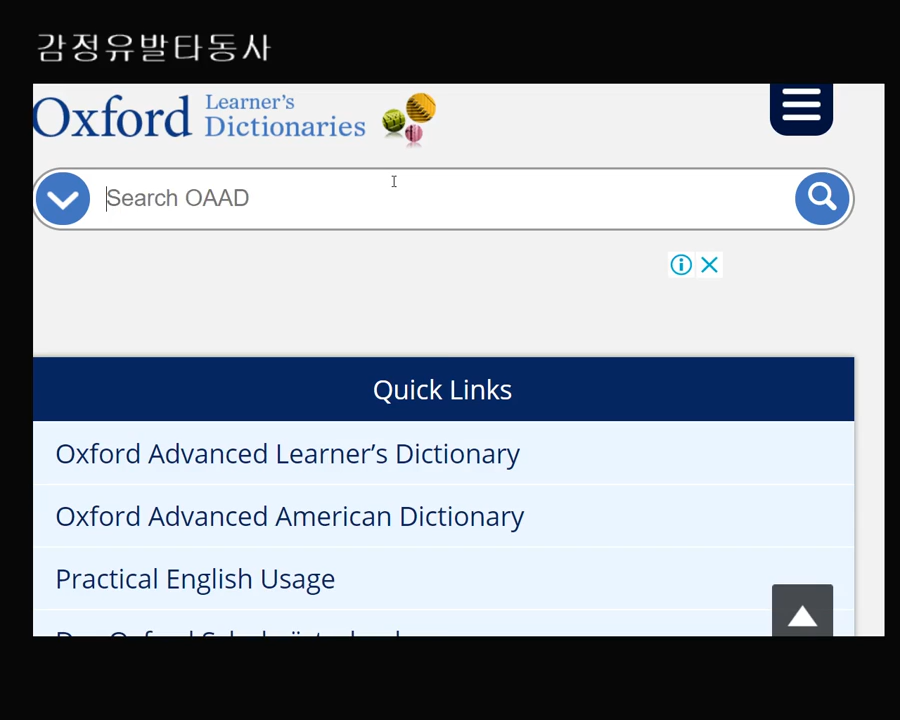 감정유발타동사
Oxford Learner's Dictionaries
Search OAAD
Quick Links
Oxford Advanced Learner’s Dictionary
Oxford Advanced American Dictionary
Practical English Usage